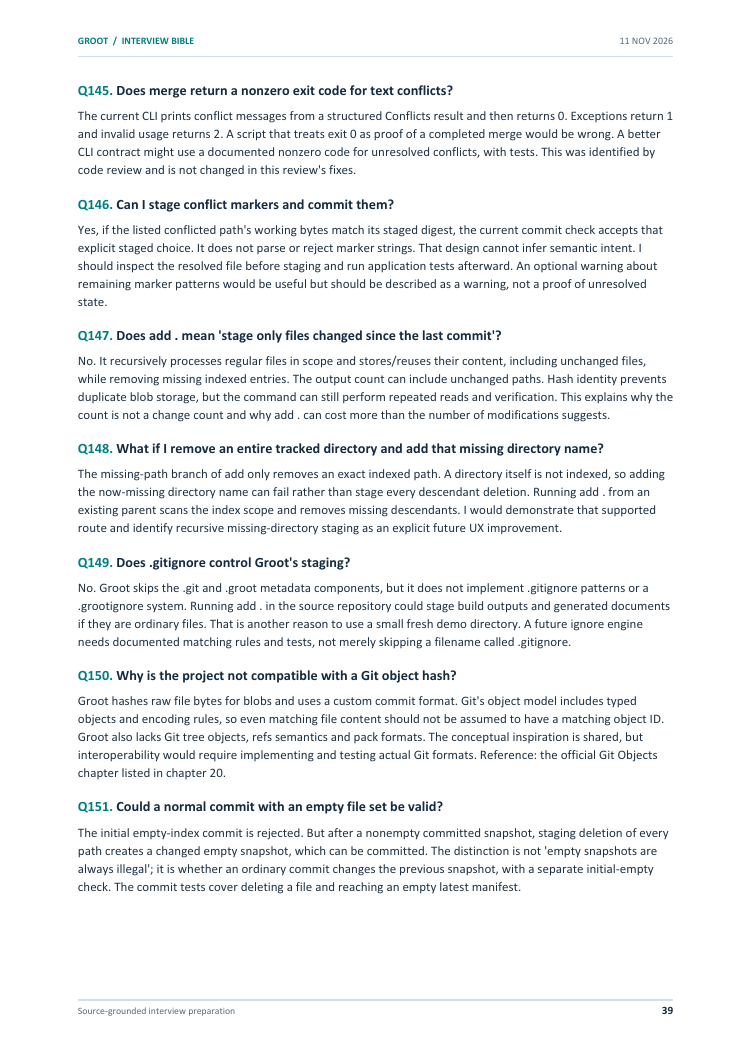 GROOT / INTERVIEW BIBLE
11 NOV 2026
Q145. Does merge return a nonzero exit code for text conflicts?
The current CLI prints conflict messages from a structured Conflicts result and then returns 0. Exceptions return 1
and invalid usage returns 2. A script that treats exit 0 as proof of a completed merge would be wrong. A better
CLI contract might use a documented nonzero code for unresolved conflicts, with tests. This was identified by
code review and is not changed in this review's fixes.
Q146. Can I stage conflict markers and commit them?
Yes, if the listed conflicted path's working bytes match its staged digest, the current commit check accepts that
explicit staged choice. It does not parse or reject marker strings. That design cannot infer semantic intent. I
should inspect the resolved file before staging and run application tests afterward. An optional warning about
remaining marker patterns would be useful but should be described as a warning, not a proof of unresolved
state.
Q147. Does add . mean 'stage only files changed since the last commit'?
No. It recursively processes regular files in scope and stores/reuses their content, including unchanged files,
while removing missing indexed entries. The output count can include unchanged paths. Hash identity prevents
duplicate blob storage, but the command can still perform repeated reads and verification. This explains why the
count is not a change count and why add . can cost more than the number of modifications suggests.
Q148. What if I remove an entire tracked directory and add that missing directory name?
The missing-path branch of add only removes an exact indexed path. A directory itself is not indexed, so adding
the now-missing directory name can fail rather than stage every descendant deletion. Running add . from an
existing parent scans the index scope and removes missing descendants. I would demonstrate that supported
route and identify recursive missing-directory staging as an explicit future UX improvement.
Q149. Does .gitignore control Groot's staging?
No. Groot skips the .git and .groot metadata components, but it does not implement .gitignore patterns or a
.grootignore system. Running add . in the source repository could stage build outputs and generated documents
if they are ordinary files. That is another reason to use a small fresh demo directory. A future ignore engine
needs documented matching rules and tests, not merely skipping a filename called .gitignore.
Q150. Why is the project not compatible with a Git object hash?
Groot hashes raw file bytes for blobs and uses a custom commit format. Git's object model includes typed
objects and encoding rules, so even matching file content should not be assumed to have a matching object ID.
Groot also lacks Git tree objects, refs semantics and pack formats. The conceptual inspiration is shared, but
interoperability would require implementing and testing actual Git formats. Reference: the official Git Objects
chapter listed in chapter 20.
Q151. Could a normal commit with an empty file set be valid?
The initial empty-index commit is rejected. But after a nonempty committed snapshot, staging deletion of every
path creates a changed empty snapshot, which can be committed. The distinction is not 'empty snapshots are
always illegal'; it is whether an ordinary commit changes the previous snapshot, with a separate initial-empty
check. The commit tests cover deleting a file and reaching an empty latest manifest.
Source-grounded interview preparation
39